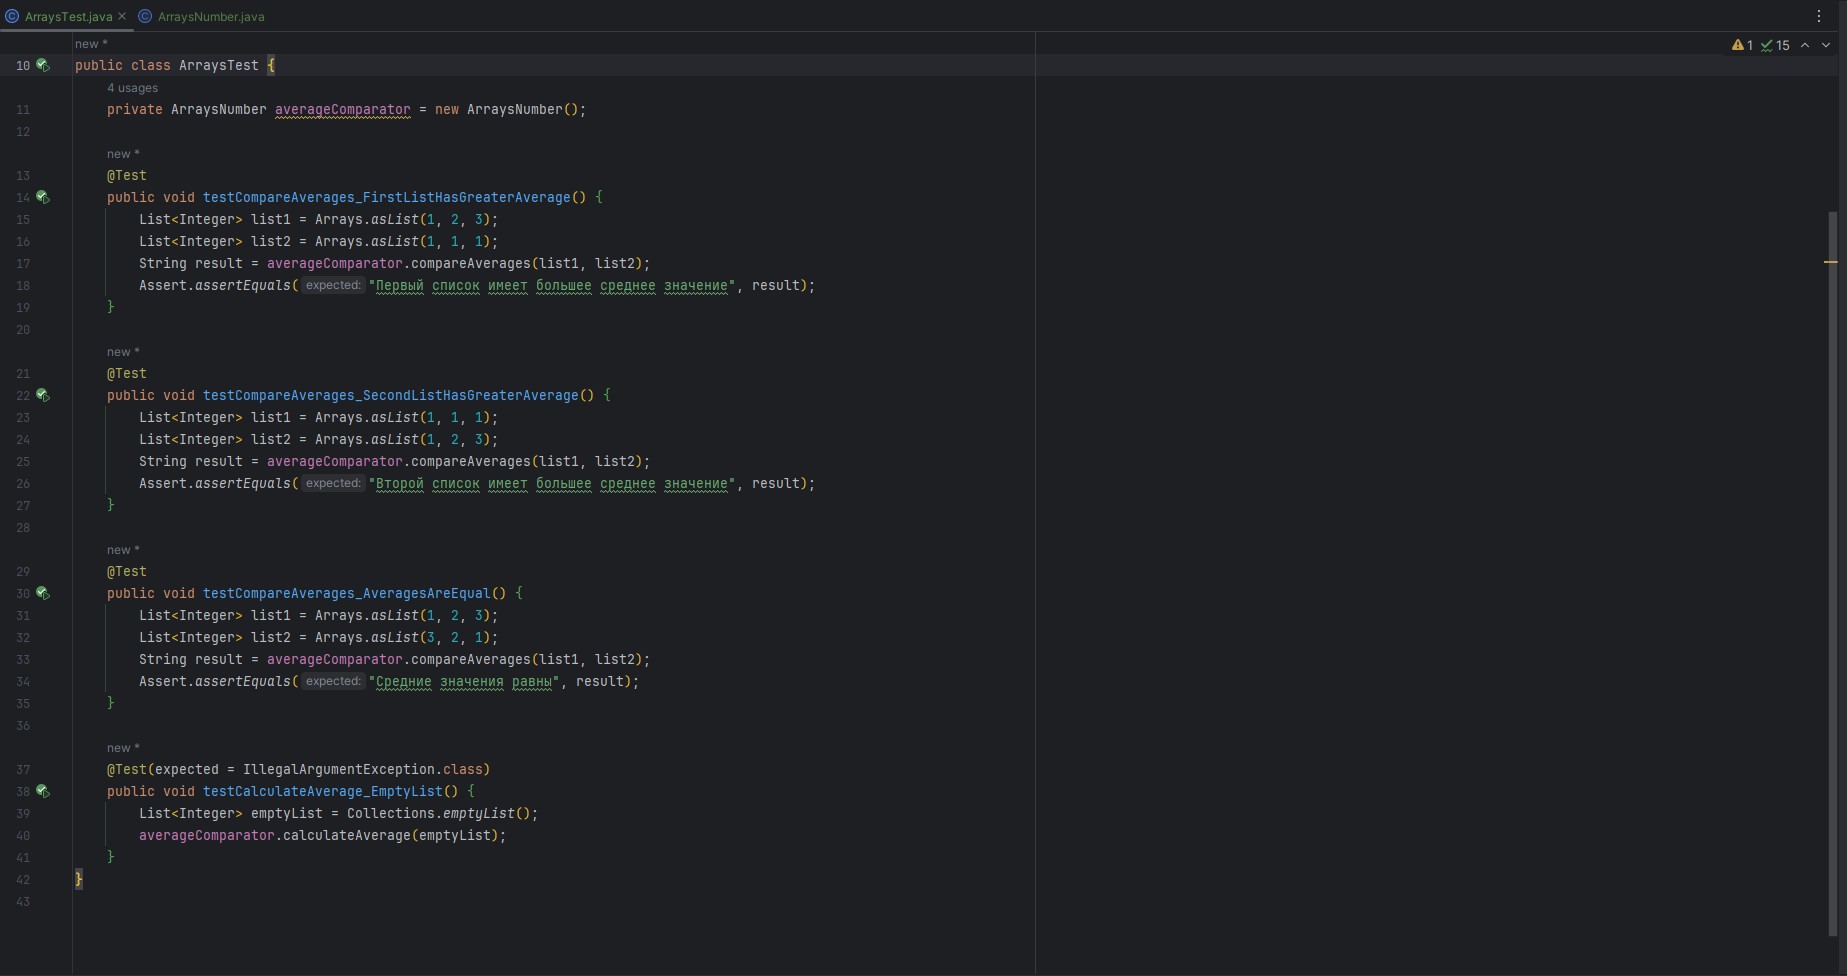 ArraysTest.java
ArraysNumber.java
new *
1 15
10 public class ArraysTest {
4 usages
11 private ArraysNumber averageComparator = new ArraysNumber();
12
new *
13 @Test
14 public void testCompareAverages_FirstListHasGreaterAverage() {
15 List<Integer> list1 = Arrays.asList(1, 2, 3);
16 List<Integer> list2 = Arrays.asList(1, 1, 1);
17 String result = averageComparator.compareAverages(list1, list2);
18 Assert.assertEquals( expected: "Первый список имеет большее среднее значение", result);
19 }
20
new *
21 @Test
22 public void testCompareAverages_SecondListHasGreaterAverage() {
23 List<Integer> list1 = Arrays.asList(1, 1, 1);
24 List<Integer> list2 = Arrays.asList(1, 2, 3);
25 String result = averageComparator.compareAverages(list1, list2);
26 Assert.assertEquals( expected: "Второй список имеет большее среднее значение", result);
27 }
28
new *
29 @Test
30 public void testCompareAverages_AveragesAreEqual() {
31 List<Integer> list1 = Arrays.asList(1, 2, 3);
32 List<Integer> list2 = Arrays.asList(3, 2, 1);
33 String result = averageComparator.compareAverages(list1, list2);
34 Assert.assertEquals( expected: "Средние значения равны", result);
35 }
36
new *
37 @Test(expected = IllegalArgumentException.class)
38 public void testCalculateAverage_EmptyList() {
39 List<Integer> emptyList = Collections.emptyList();
40 averageComparator.calculateAverage(emptyList);
41 }
42 }
43